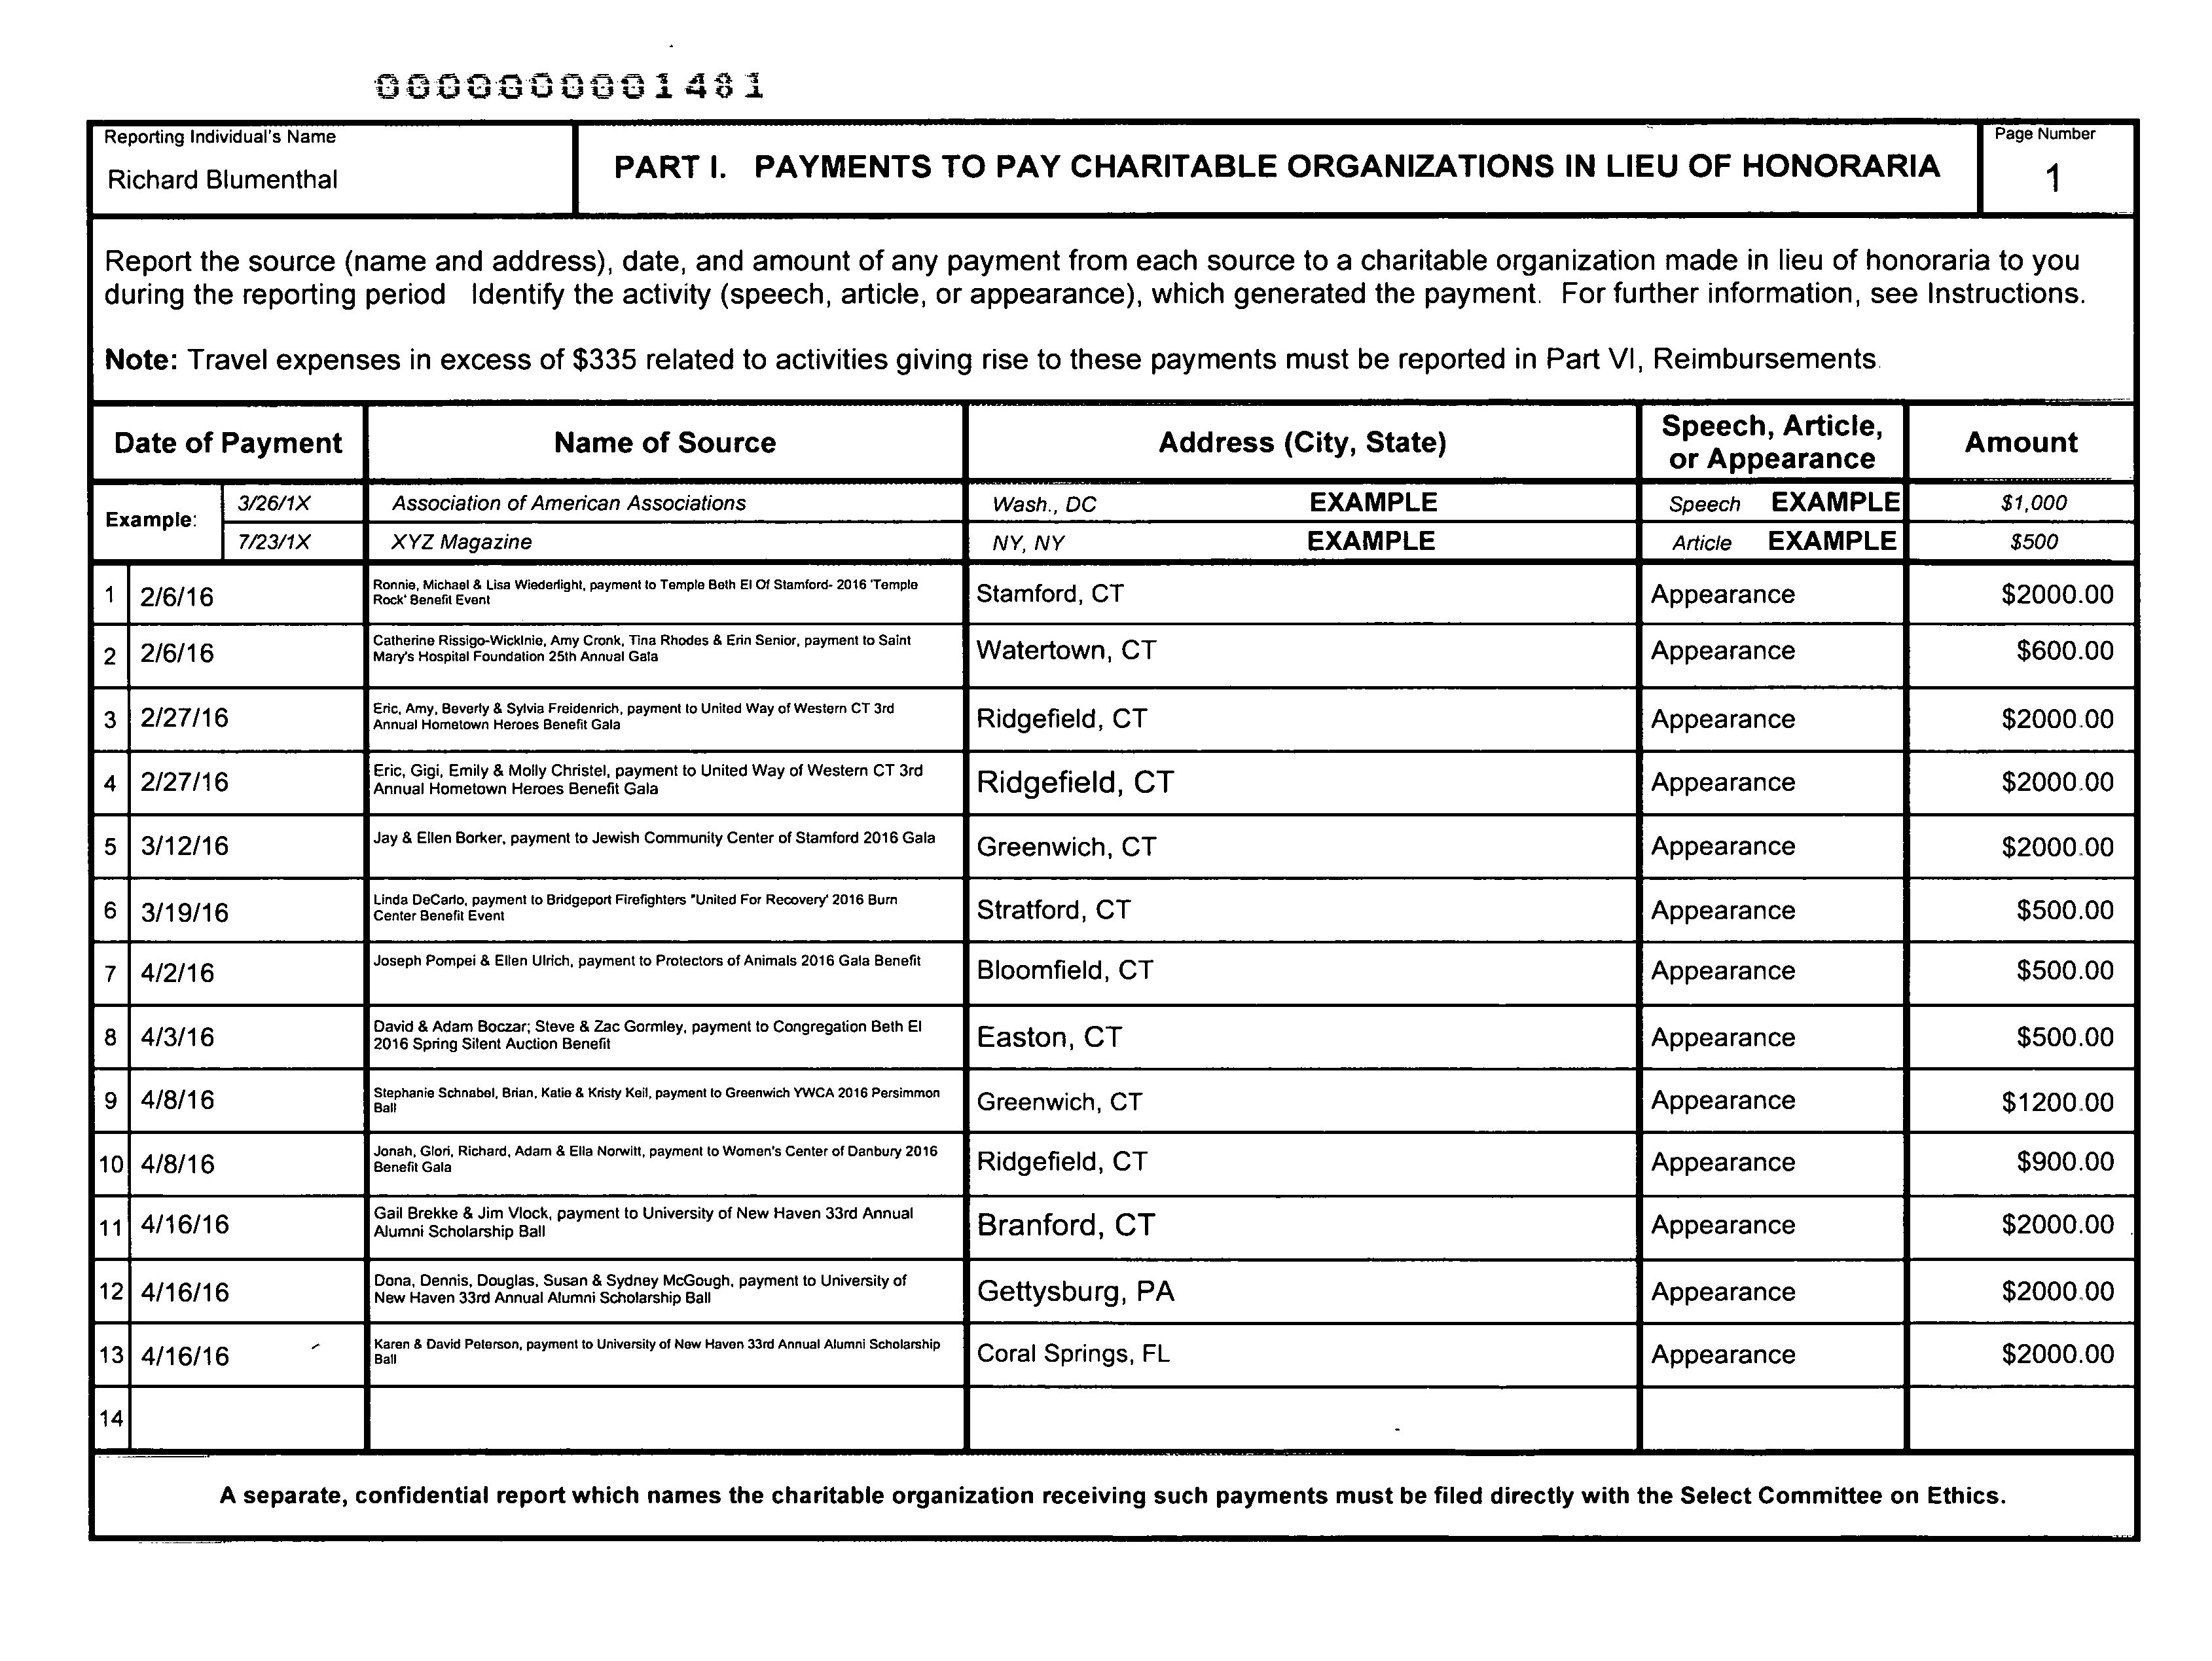 0000000001481
Reporting Individual's Name
Richard Blumenthal
PART I. PAYMENTS TO PAY CHARITABLE ORGANIZATIONS IN LIEU OF HONORARIA
Page Number
1
Report the source (name and address), date, and amount of any payment from each source to a charitable organization made in lieu of honoraria to you
during the reporting period Identify the activity (speech, article, or appearance), which generated the payment. For further information, see Instructions.
Note: Travel expenses in excess of $335 related to activities giving rise to these payments must be reported in Part VI, Reimbursements.
Date of Payment Name of Source Address (City, State) Speech, Article,
or Appearance Amount
Example: 3/26/1X Association of American Associations Wash., DC EXAMPLE Speech EXAMPLE $1,000
7/23/1X XYZ Magazine NY, NY EXAMPLE Article EXAMPLE $500
1 2/6/16 Ronnie, Michael & Lisa Wiederlight, payment to Temple Beth El Of Stamford- 2016 'Temple
Rock' Benefit Event Stamford, CT Appearance $2000.00
2 2/6/16 Catherine Rissigo-Wicklnie, Amy Cronk, Tina Rhodes & Erin Senior, payment to Saint
Mary's Hospital Foundation 25th Annual Gala Watertown, CT Appearance $600.00
3 2/27/16 Eric, Amy, Beverly & Sylvia Freidenrich, payment to United Way of Western CT 3rd
Annual Hometown Heroes Benefit Gala Ridgefield, CT Appearance $2000.00
4 2/27/16 Eric, Gigi, Emily & Molly Christel, payment to United Way of Western CT 3rd
Annual Hometown Heroes Benefit Gala Ridgefield, CT Appearance $2000.00
5 3/12/16 Jay & Ellen Borker, payment to Jewish Community Center of Stamford 2016 Gala Greenwich, CT Appearance $2000.00
6 3/19/16 Linda DeCarlo, payment to Bridgeport Firefighters "United For Recovery' 2016 Burn
Center Benefit Event Stratford, CT Appearance $500.00
7 4/2/16 Joseph Pompei & Ellen Ulrich, payment to Protectors of Animals 2016 Gala Benefit Bloomfield, CT Appearance $500.00
8 4/3/16 David & Adam Boczar; Steve & Zac Gormley, payment to Congregation Beth El
2016 Spring Silent Auction Benefit Easton, CT Appearance $500.00
9 4/8/16 Stephanie Schnabel, Brian, Katie & Kristy Keil, payment to Greenwich YWCA 2016 Persimmon
Ball Greenwich, CT Appearance $1200.00
10 4/8/16 Jonah, Glori, Richard, Adam & Ella Norwitt, payment to Women's Center of Danbury 2016
Benefit Gala Ridgefield, CT Appearance $900.00
11 4/16/16 Gail Brekke & Jim Vlock, payment to University of New Haven 33rd Annual
Alumni Scholarship Ball Branford, CT Appearance $2000.00
12 4/16/16 Dona, Dennis, Douglas, Susan & Sydney McGough, payment to University of
New Haven 33rd Annual Alumni Scholarship Ball Gettysburg, PA Appearance $2000.00
13 4/16/16 Karen & David Peterson, payment to University of New Haven 33rd Annual Alumni Scholarship
Ball Coral Springs, FL Appearance $2000.00
14
A separate, confidential report which names the charitable organization receiving such payments must be filed directly with the Select Committee on Ethics.